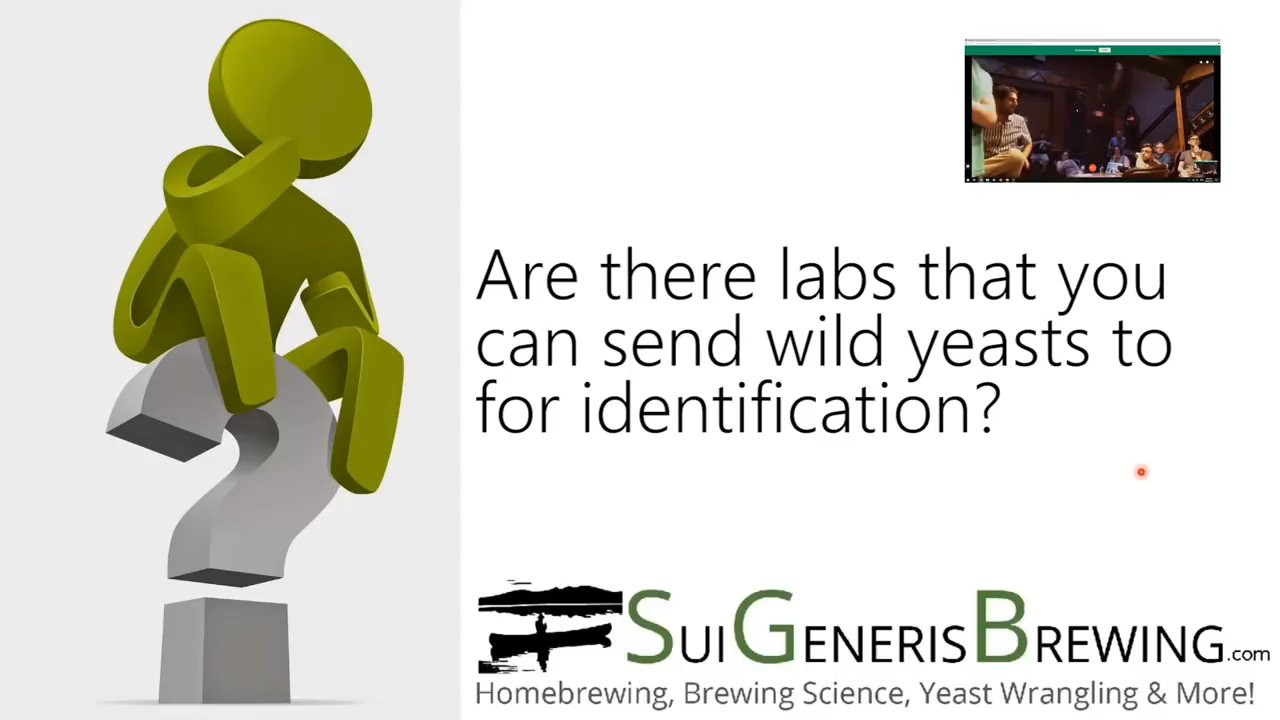 Are there labs that you
can send wild yeasts to
for identification?
SUIGENERISBREWING.com
Homebrewing, Brewing Science, Yeast Wrangling & More!